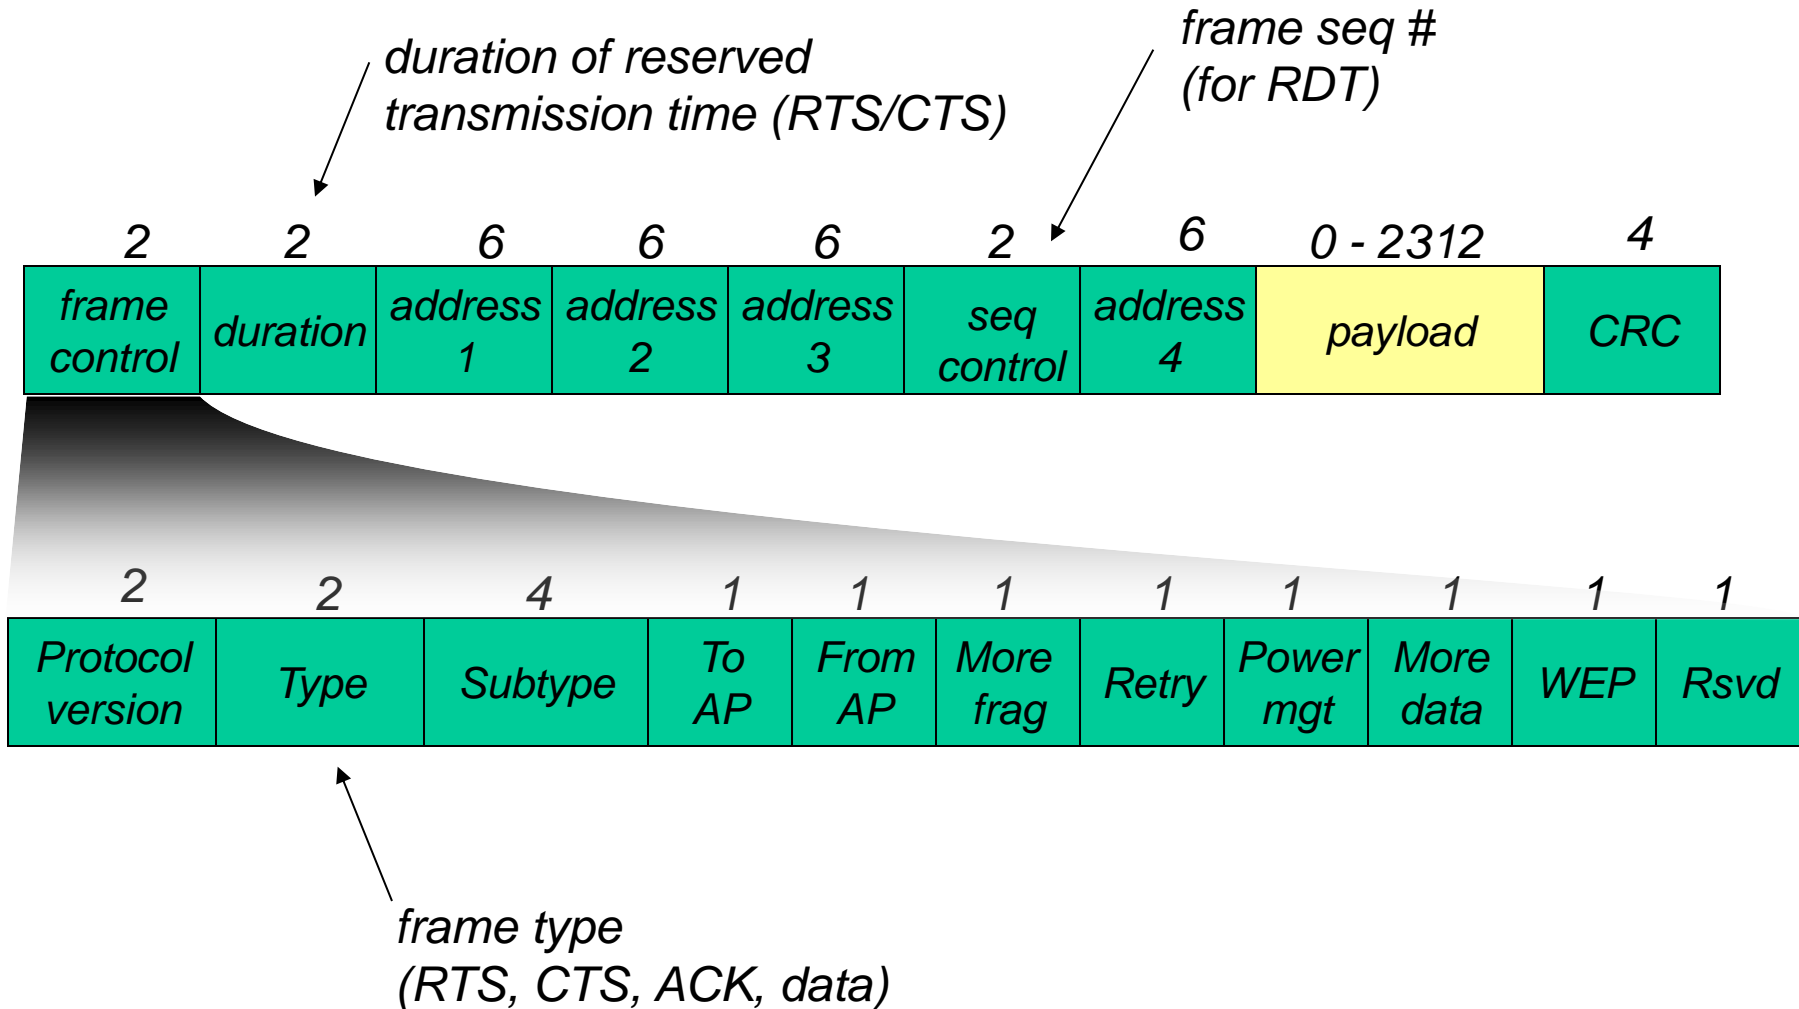 duration of reserved
transmission time (RTS/CTS)
frame seq #
(for RDT)
2 2 6 6 6 2 6 0 - 2312 4
frame
control
duration
address
1
address
2
address
3
seq
control
address
4
payload
CRC
2 2 4 1 1 1 1 1 1 1 1
Protocol
version
Type
Subtype
To
AP
From
AP
More
frag
Retry
Power
mgt
More
data
WEP
Rsvd
frame type
(RTS, CTS, ACK, data)